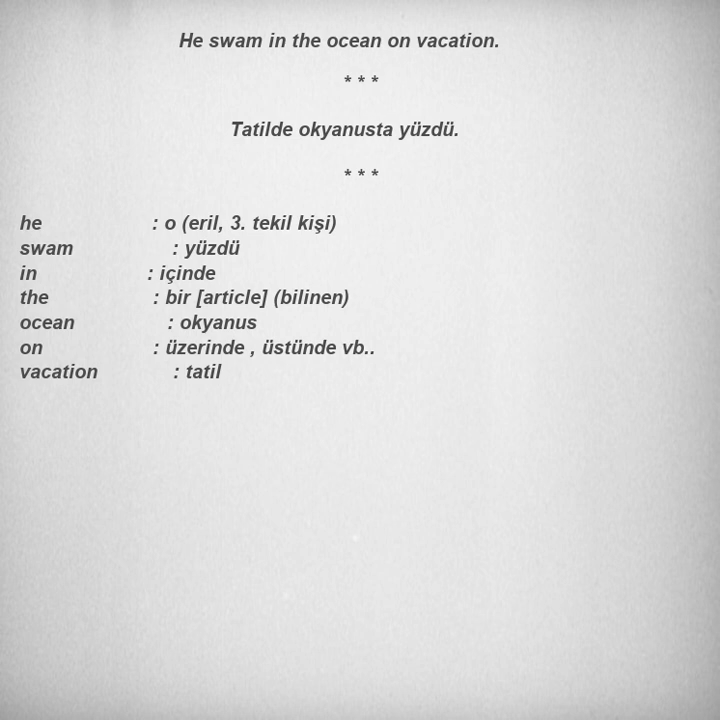 He swam in the ocean on vacation.
* * *
Tatilde okyanusta yüzdü.
* * *
he : o (eril, 3. tekil kişi)
swam : yüzdü
in : içinde
the : bir [article] (bilinen)
ocean : okyanus
on : üzerinde , üstünde vb..
vacation : tatil